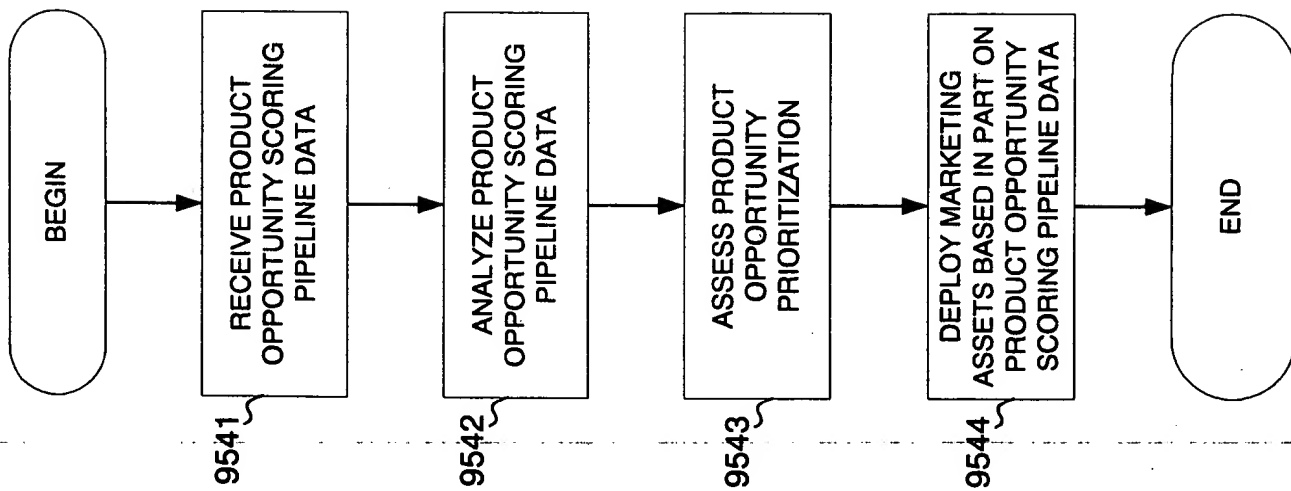 BEGIN
RECEIVE PRODUCT
OPPORTUNITY SCORING
PIPELINE DATA
9541
ANALYZE PRODUCT
OPPORTUNITY SCORING
PIPELINE DATA
9542
ASSESS PRODUCT
OPPORTUNITY
PRIORITIZATION
9543
DEPLOY MARKETING
ASSETS BASED IN PART ON
PRODUCT OPPORTUNITY
SCORING PIPELINE DATA
9544
END